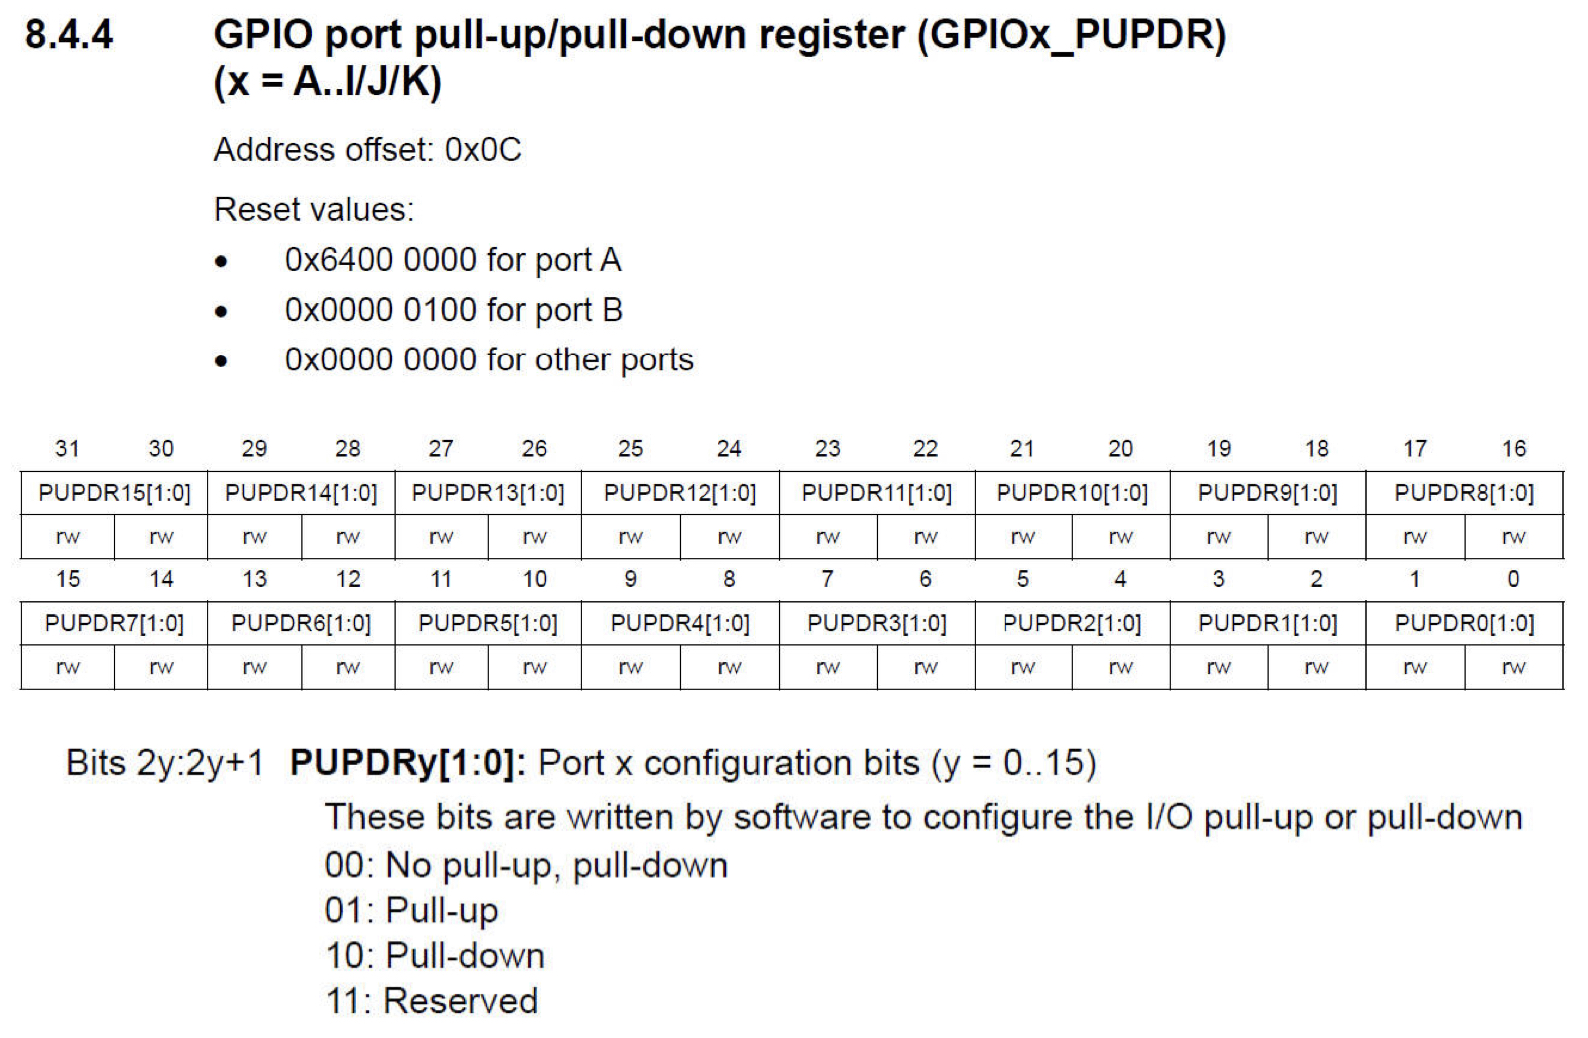 8.4.4 GPIO port pull-up/pull-down register (GPIOx_PUPDR)
(x = A..I/J/K)
Address offset: 0x0C
Reset values:
• 0x6400 0000 for port A
• 0x0000 0100 for port B
• 0x0000 0000 for other ports
31 30 29 28 27 26 25 24 23 22 21 20 19 18 17 16
PUPDR15[1:0] PUPDR14[1:0] PUPDR13[1:0] PUPDR12[1:0] PUPDR11[1:0] PUPDR10[1:0] PUPDR9[1:0] PUPDR8[1:0]
rw rw rw rw rw rw rw rw rw rw rw rw rw rw rw rw
15 14 13 12 11 10 9 8 7 6 5 4 3 2 1 0
PUPDR7[1:0] PUPDR6[1:0] PUPDR5[1:0] PUPDR4[1:0] PUPDR3[1:0] PUPDR2[1:0] PUPDR1[1:0] PUPDR0[1:0]
rw rw rw rw rw rw rw rw rw rw rw rw rw rw rw rw
Bits 2y:2y+1 PUPDRy[1:0]: Port x configuration bits (y = 0..15)
These bits are written by software to configure the I/O pull-up or pull-down
00: No pull-up, pull-down
01: Pull-up
10: Pull-down
11: Reserved